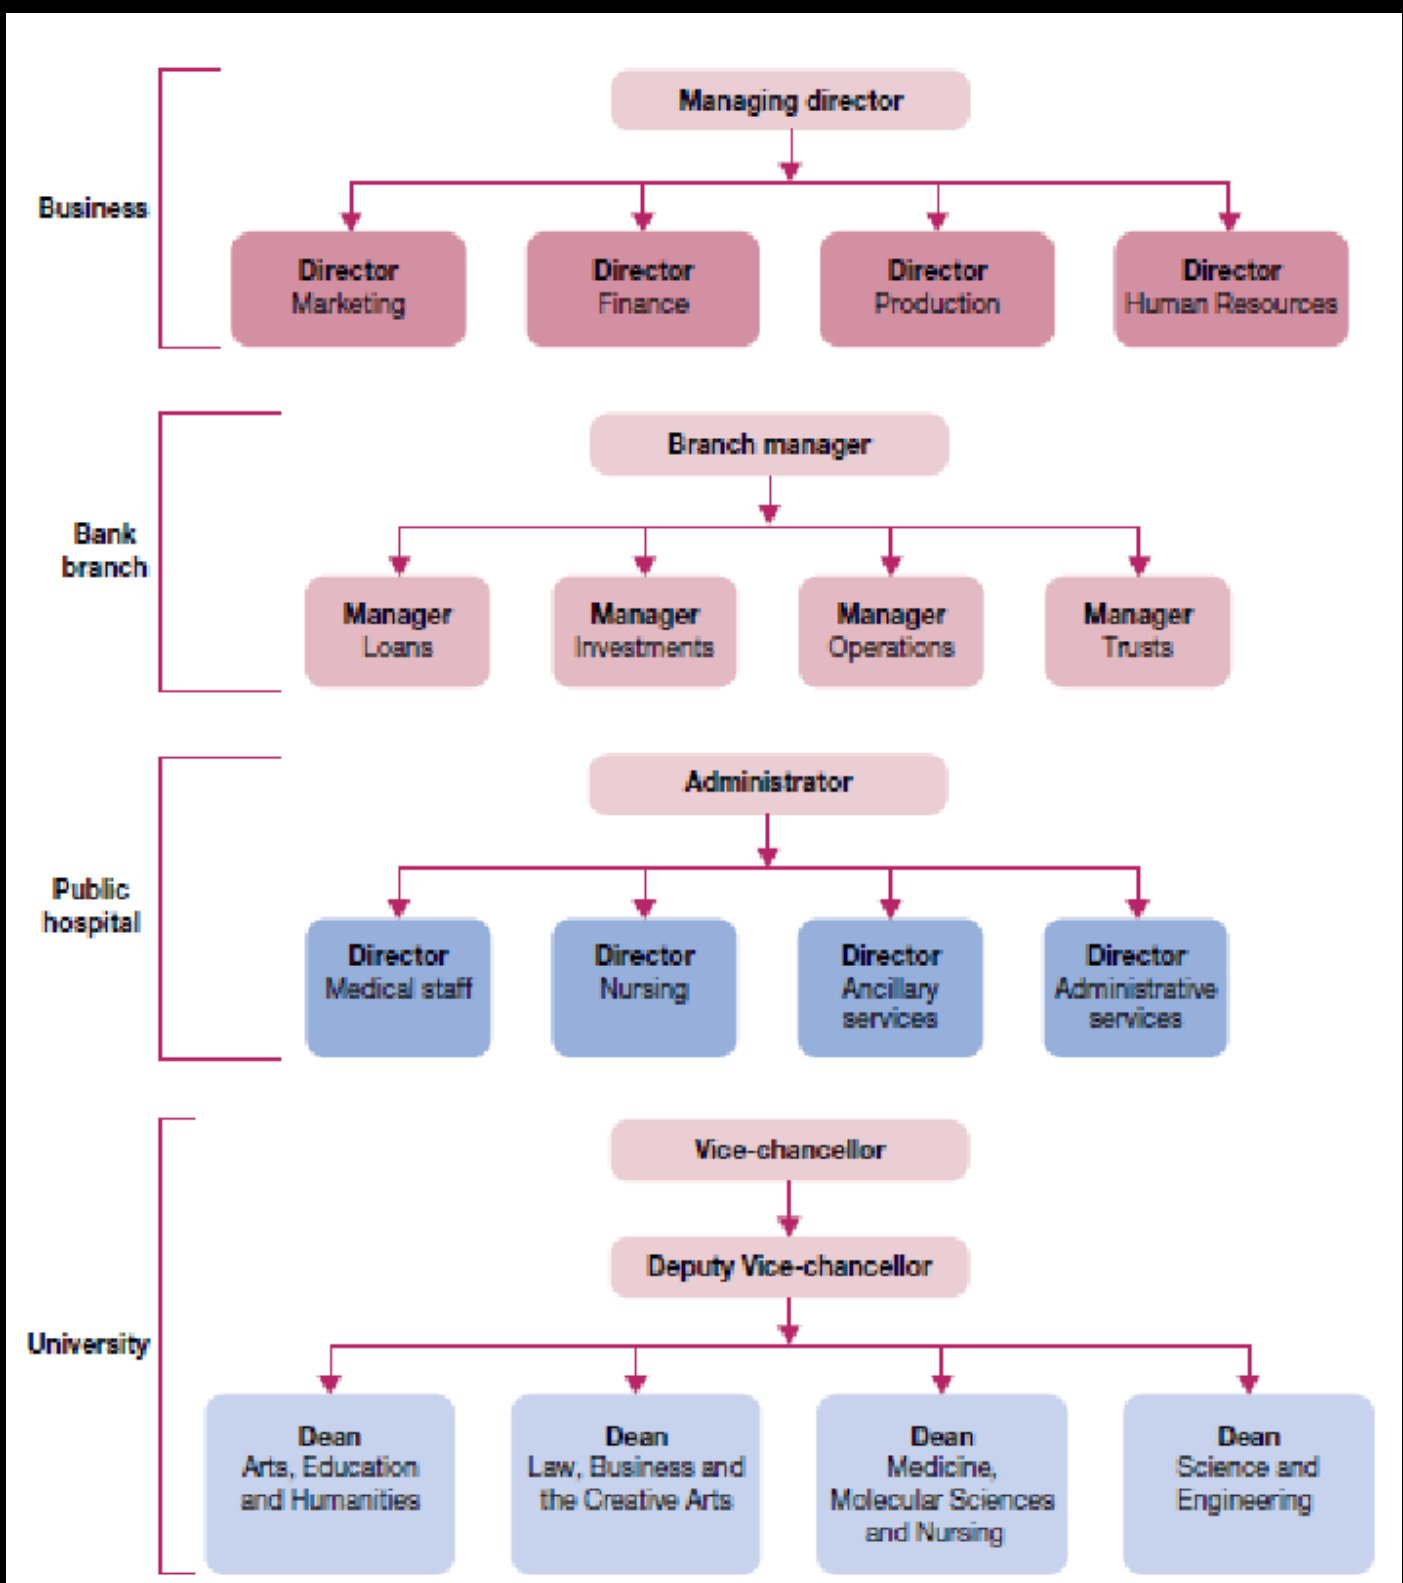 Business
Managing director
Director
Marketing
Director
Finance
Director
Production
Director
Human Resources
Bank
branch
Branch manager
Manager
Loans
Manager
Investments
Manager
Operations
Manager
Trusts
Public
hospital
Administrator
Director
Medical staff
Director
Nursing
Director
Ancillary
services
Director
Administrative
services
University
Vice-chancellor
Deputy Vice-chancellor
Dean
Arts, Education
and Humanities
Dean
Law, Business and
the Creative Arts
Dean
Medicine,
Molecular Sciences
and Nursing
Dean
Science and
Engineering